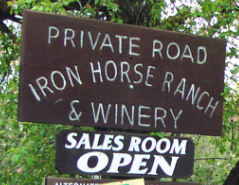 PRIVATE ROAD
IRON HORSE RANCH
& WINERY
SALES ROOM
OPEN